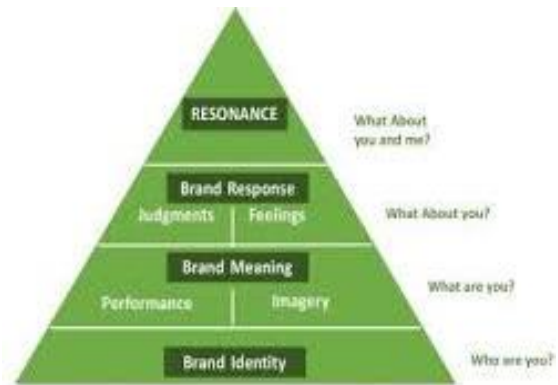 RESONANCE
What About
you and me?
Brand Response
Judgments Feelings
What About you?
Brand Meaning
Performance Imagery
What are you?
Brand Identity
Who are you?